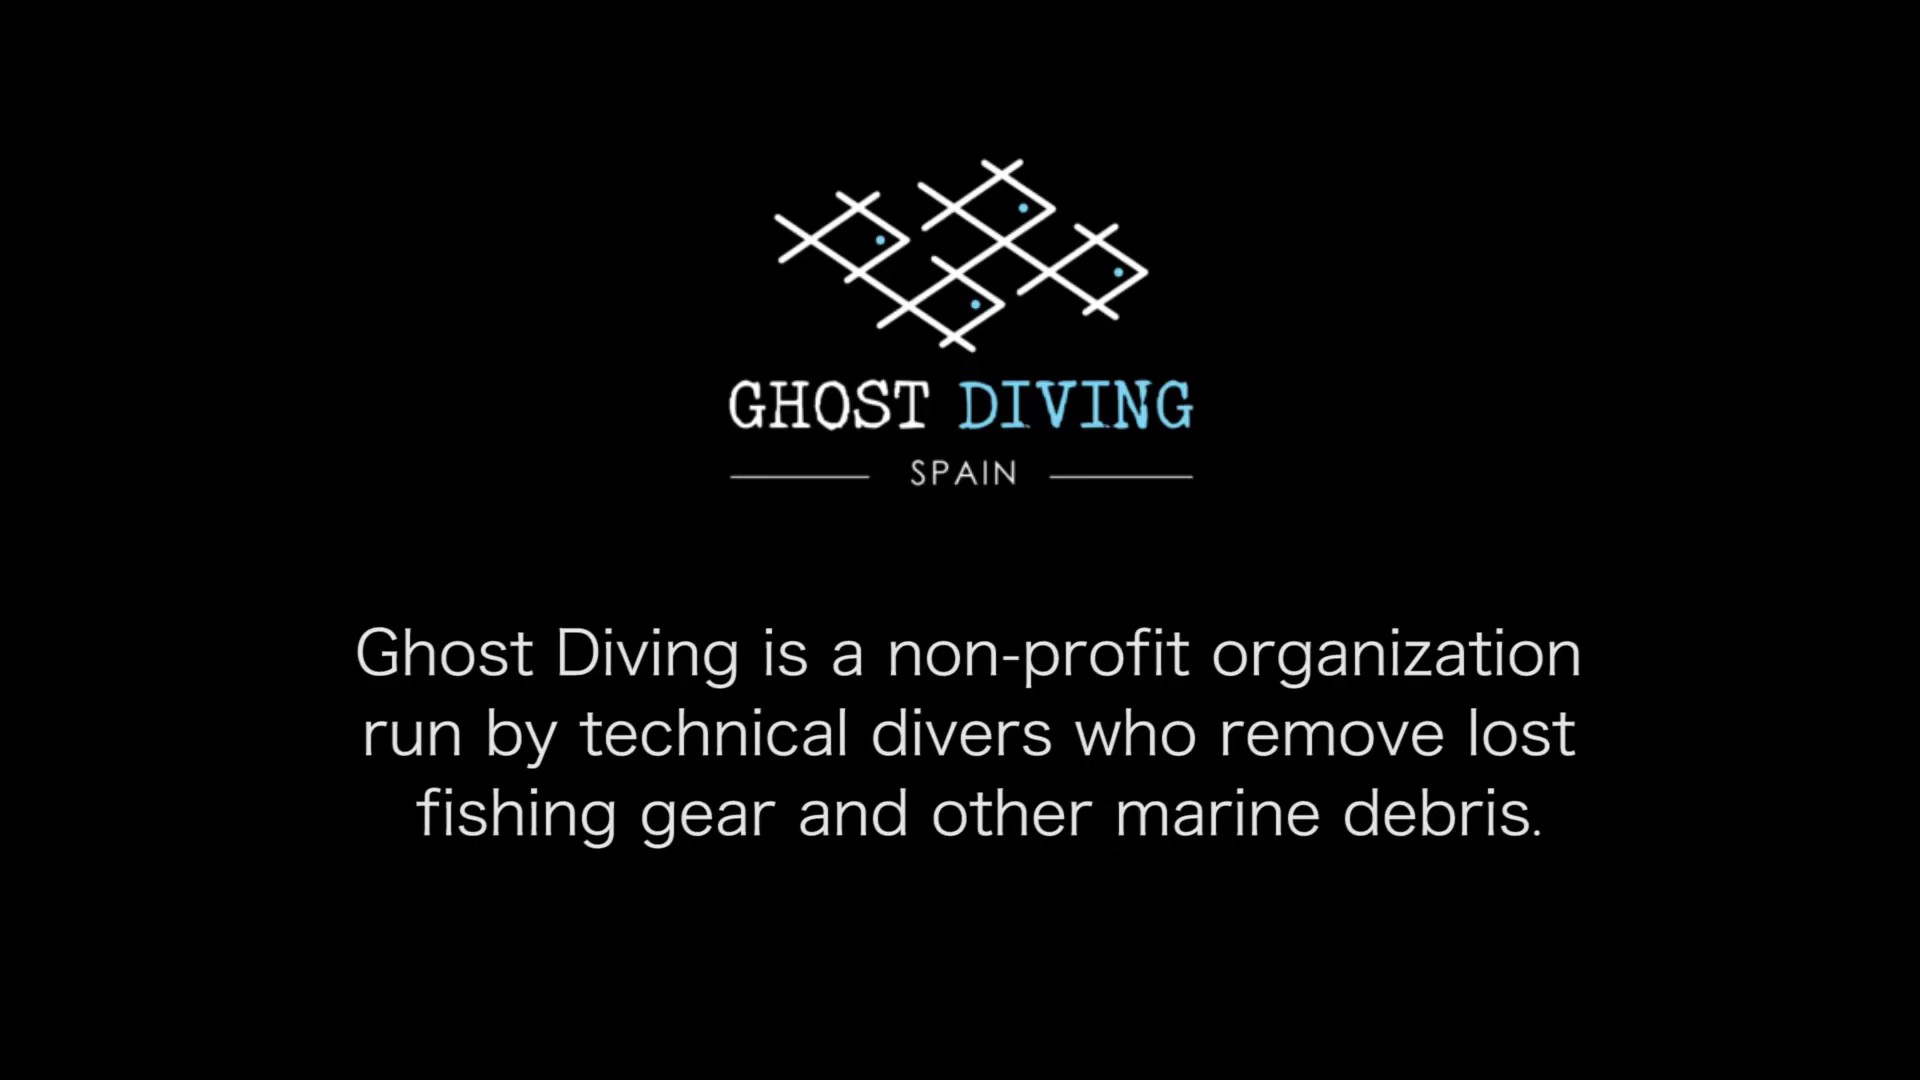 GHOST DIVING
SPAIN
Ghost Diving is a non-profit organization
run by technical divers who remove lost
fishing gear and other marine debris.